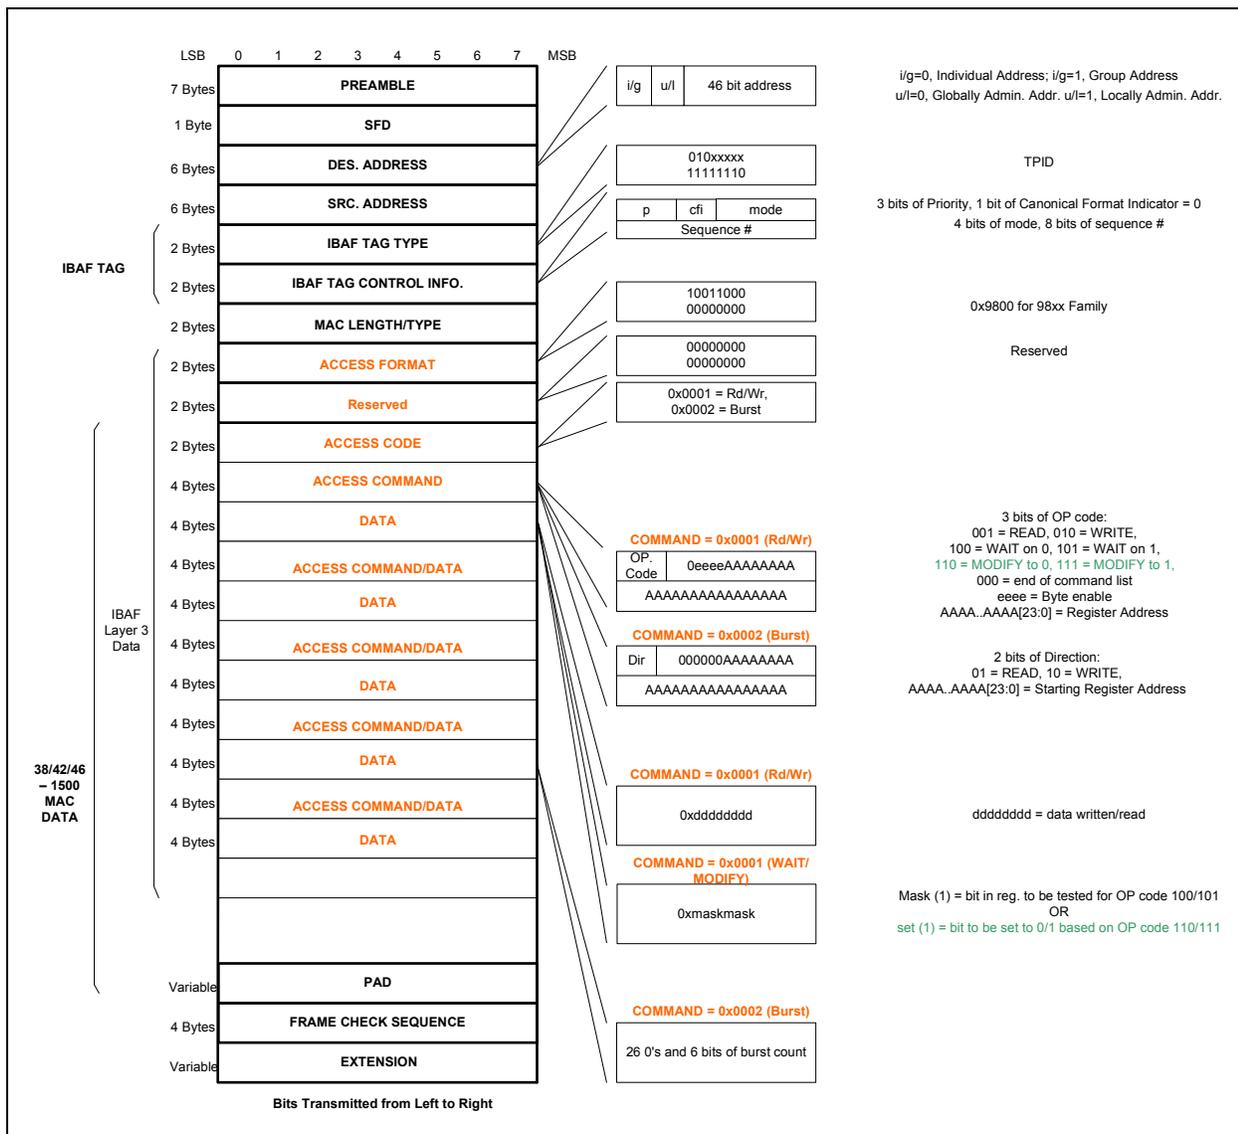 LSB 0 1 2 3 4 5 6 7 MSB
7 Bytes PREAMBLE
i/g u/l 46 bit address
i/g=0, Individual Address; i/g=1, Group Address
u/l=0, Globally Admin. Addr. u/l=1, Locally Admin. Addr.
1 Byte SFD
6 Bytes DES. ADDRESS
010xxxxx
11111110
TPID
6 Bytes SRC. ADDRESS
p cfi mode
Sequence #
3 bits of Priority, 1 bit of Canonical Format Indicator = 0
4 bits of mode, 8 bits of sequence #
IBAF TAG
2 Bytes IBAF TAG TYPE
2 Bytes IBAF TAG CONTROL INFO.
10011000
00000000
0x9800 for 98xx Family
2 Bytes MAC LENGTH/TYPE
00000000
00000000
Reserved
2 Bytes ACCESS FORMAT
2 Bytes Reserved
0x0001 = Rd/Wr,
0x0002 = Burst
2 Bytes ACCESS CODE
4 Bytes ACCESS COMMAND
4 Bytes DATA
COMMAND = 0x0001 (Rd/Wr)
OP.
Code
0eeeeAAAAAAAA
AAAAAAAAAAAAAAAA
3 bits of OP code:
001 = READ, 010 = WRITE,
100 = WAIT on 0, 101 = WAIT on 1,
110 = MODIFY to 0, 111 = MODIFY to 1,
000 = end of command list
eeee = Byte enable
AAAA..AAAA[23:0] = Register Address
4 Bytes ACCESS COMMAND/DATA
4 Bytes DATA
IBAF
Layer 3
Data
4 Bytes ACCESS COMMAND/DATA
COMMAND = 0x0002 (Burst)
Dir 000000AAAAAAAA
AAAAAAAAAAAAAAAA
2 bits of Direction:
01 = READ, 10 = WRITE,
AAAA..AAAA[23:0] = Starting Register Address
4 Bytes DATA
4 Bytes ACCESS COMMAND/DATA
4 Bytes DATA
38/42/46
– 1500
MAC
DATA
COMMAND = 0x0001 (Rd/Wr)
0xdddddddd
dddddddd = data written/read
4 Bytes ACCESS COMMAND/DATA
4 Bytes DATA
COMMAND = 0x0001 (WAIT/
MODIFY)
0xmaskmask
Mask (1) = bit in reg. to be tested for OP code 100/101
OR
set (1) = bit to be set to 0/1 based on OP code 110/111
Variable PAD
COMMAND = 0x0002 (Burst)
4 Bytes FRAME CHECK SEQUENCE
26 0's and 6 bits of burst count
Variable EXTENSION
Bits Transmitted from Left to Right